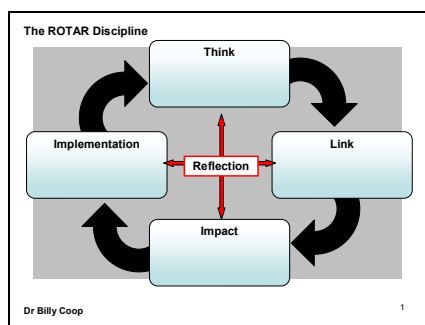 The ROTAR Discipline
Think
Implementation
Link
Reflection
Impact
Dr Billy Coop
1